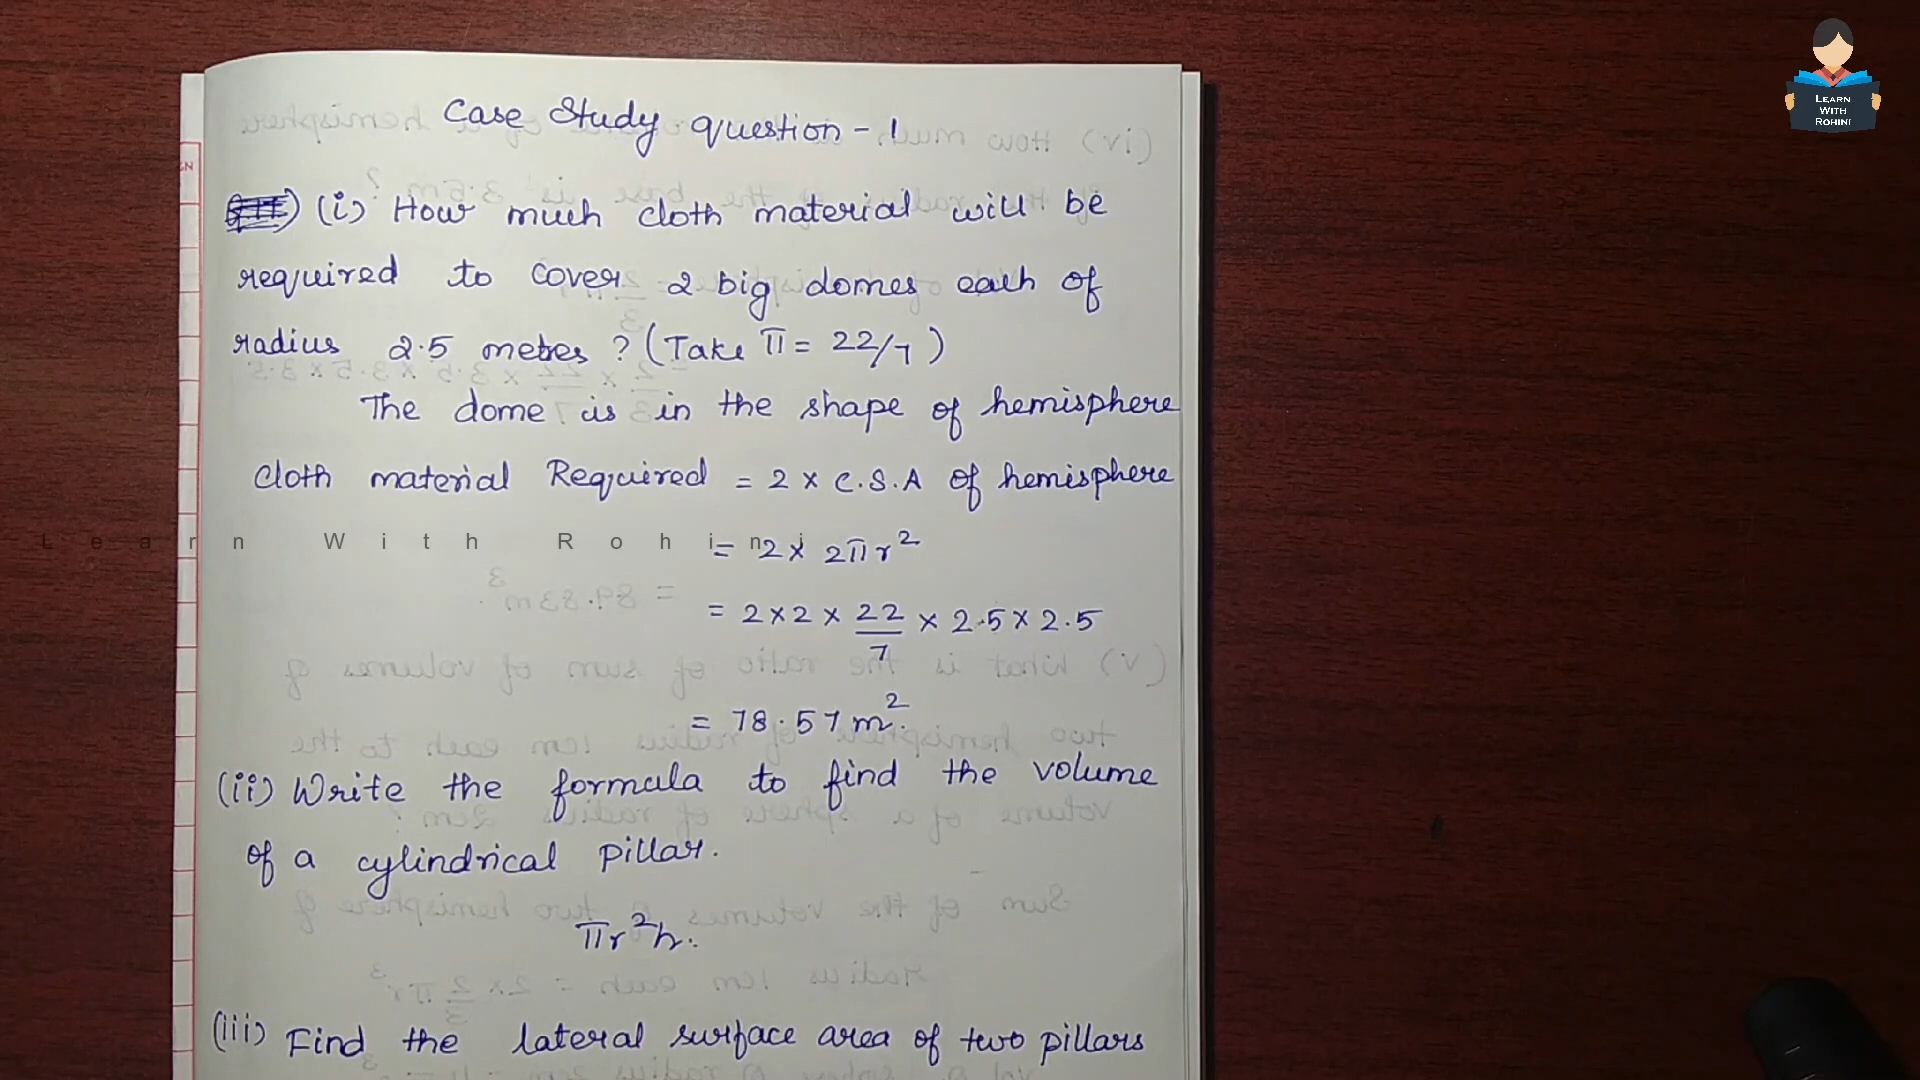 LEARN
WITH
ROHINI
Case Study question - 1
(i) How much cloth material will be
required to cover 2 big domes each of
radius 2.5 metres ? (Take π = 22/7)
The dome is in the shape of hemisphere
Cloth material Required = 2 × C.S.A of hemisphere
Learn With Rohini
= 2 × 2πr²
= 2×2 × 22/7 × 2.5 × 2.5
= 78.57 m².
(ii) Write the formula to find the volume
of a cylindrical pillar.
πr²h.
(iii) Find the lateral surface area of two pillars